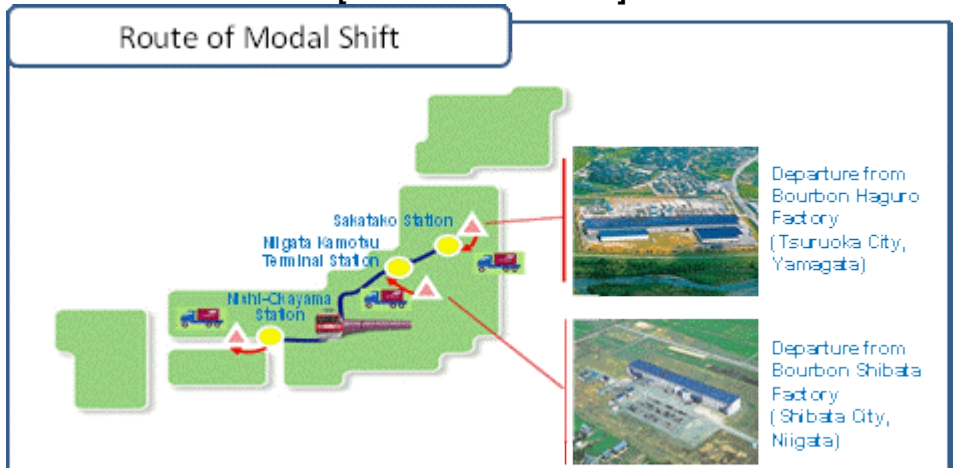 Route of Modal Shift
Sakatako Station
Niigata Kamotsu
Terminal Station
Nishi-Okayama
Station
Departure from
Bourbon Haguro
Factory
(Tsuruoka City,
Yamagata)
Departure from
Bourbon Shibata
Factory
(Shibata City,
Niigata)